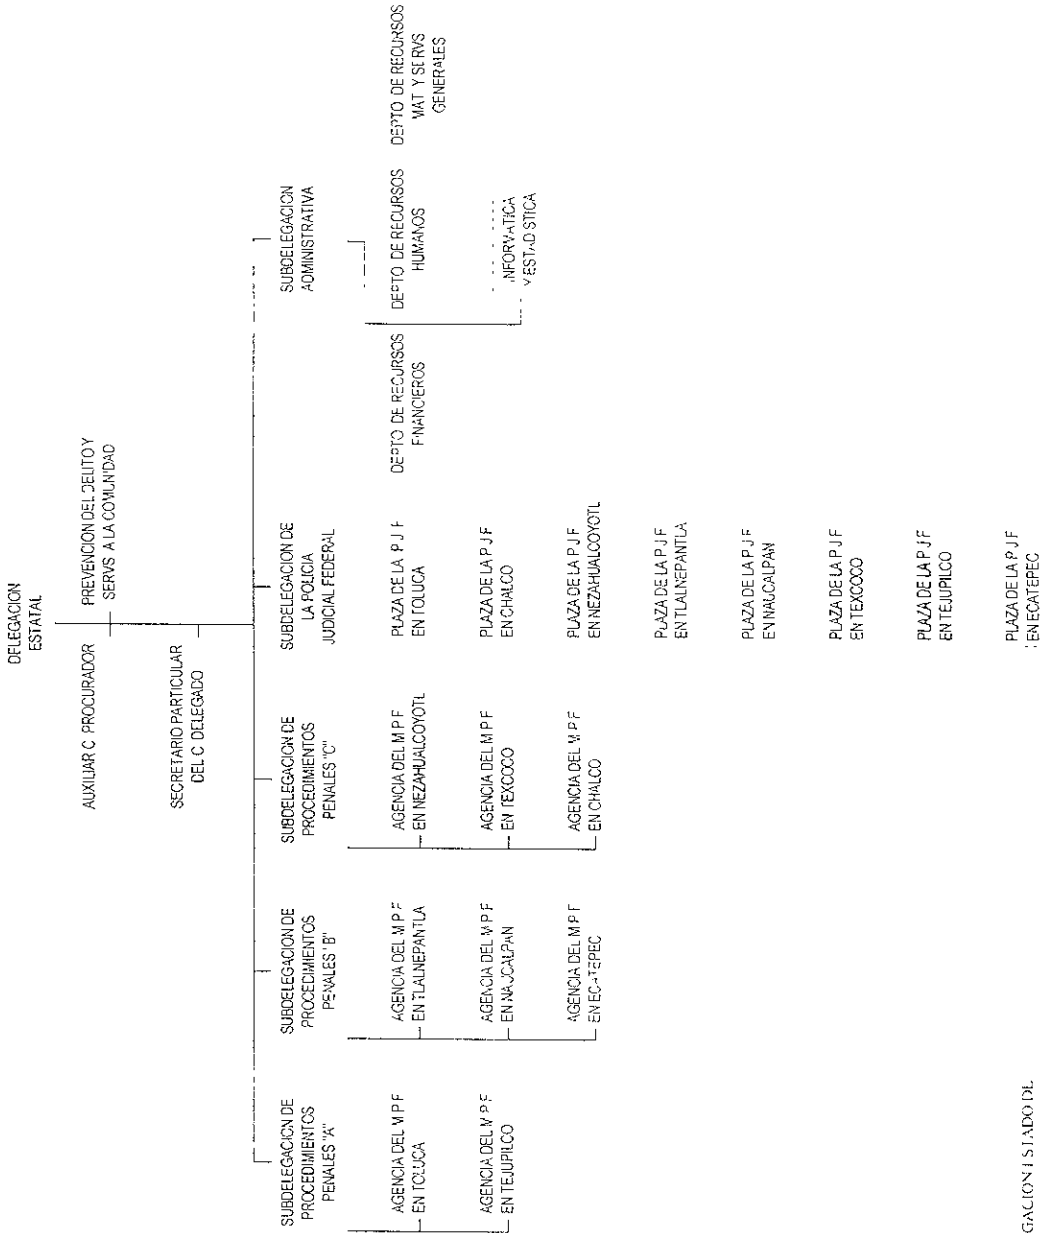 DELEGACION
ESTATAL
AUXILIAR C PROCURADOR
PREVENCION DEL DELITO Y
SERVS A LA COMUNIDAD
SECRETARIO PARTICULAR
DEL C DELEGADO
SUBDELEGACION DE
PROCEDIMIENTOS
PENALES "A"
SUBDELEGACION DE
PROCEDIMIENTOS
PENALES "B"
SUBDELEGACION DE
PROCEDIMIENTOS
PENALES "C"
SUBDELEGACION DE
LA POLICIA
JUDICIAL FEDERAL
SUBDELEGACION
ADMINISTRATIVA
AGENCIA DEL M P F
EN TOLUCA
AGENCIA DEL M P F
EN TEJUPILCO
AGENCIA DEL M P F
EN TLALNEPANTLA
AGENCIA DEL M P F
EN NAUCALPAN
AGENCIA DEL M P F
EN ECATEPEC
AGENCIA DEL M P F
EN NEZAHUALCOYOTL
AGENCIA DEL M P F
EN TEXCOCO
AGENCIA DEL M P F
EN CHALCO
PLAZA DE LA P J F
EN TOLUCA
PLAZA DE LA P J F
EN CHALCO
PLAZA DE LA P J F
EN NEZAHUALCOYOTL
PLAZA DE LA P J F
EN TLALNEPANTLA
PLAZA DE LA P J F
EN NAUCALPAN
PLAZA DE LA P J F
EN TEXCOCO
PLAZA DE LA P J F
EN TEJUPILCO
PLAZA DE LA P J F
EN ECATEPEC
DEPTO DE RECURSOS
FINANCIEROS
DEPTO DE RECURSOS
HUMANOS
DEPTO DE RECURSOS
MAT Y SERVS
GENERALES
INFORMATICA
Y ESTADISTICA
GACION ESTADO DE